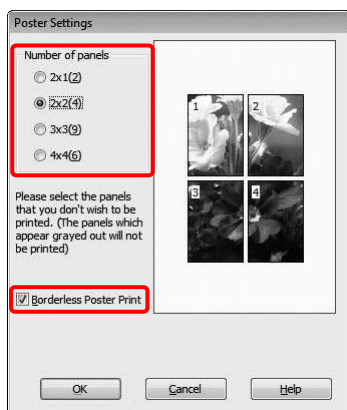 Poster Settings
Number of panels
2x1(2)
2x2(4)
3x3(9)
4x4(6)
1
2
3
4
Please select the panels
that you don't wish to be
printed. (The panels which
appear grayed out will not
be printed)
Borderless Poster Print
OK
Cancel
Help